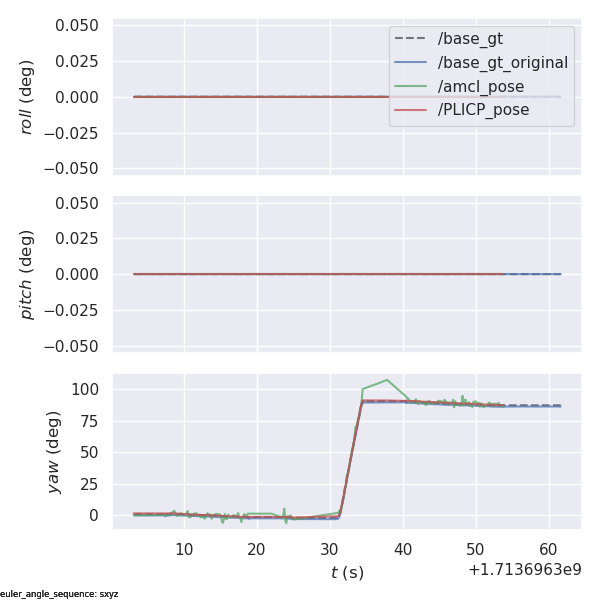 0.050
0.025
0.000
−0.025
−0.050
roll (deg)
/base_gt
/base_gt_original
/amcl_pose
/PLICP_pose
0.050
0.025
0.000
−0.025
−0.050
pitch (deg)
100
75
50
25
0
yaw (deg)
10 20 30 40 50 60
t (s)
+1.7136963e9
euler_angle_sequence: sxyz